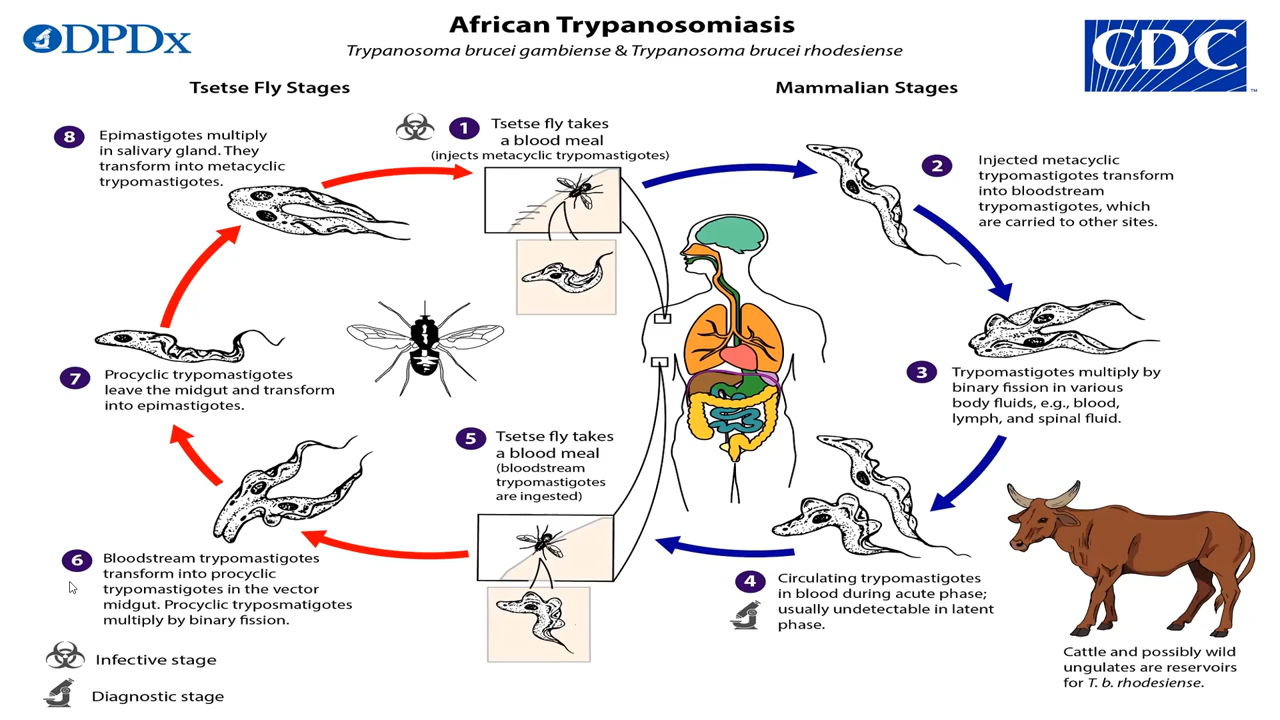 DPDx
African Trypanosomiasis
Trypanosoma brucei gambiense & Trypanosoma brucei rhodesiense
CDC
TM
Tsetse Fly Stages
Mammalian Stages
1
Tsetse fly takes
a blood meal
(injects metacyclic trypomastigotes)
2
Injected metacyclic
trypomastigotes transform
into bloodstream
trypomastigotes, which
are carried to other sites.
3
Trypomastigotes multiply by
binary fission in various
body fluids, e.g., blood,
lymph, and spinal fluid.
4
Circulating trypomastigotes
in blood during acute phase;
usually undetectable in latent
phase.
5
Tsetse fly takes
a blood meal
(bloodstream
trypomastigotes
are ingested)
6
Bloodstream trypomastigotes
transform into procyclic
trypomastigotes in the vector
midgut. Procyclic tryposmatigotes
multiply by binary fission.
7
Procyclic trypomastigotes
leave the midgut and transform
into epimastigotes.
8
Epimastigotes multiply
in salivary gland. They
transform into metacyclic
trypomastigotes.
Infective stage
Diagnostic stage
Cattle and possibly wild
ungulates are reservoirs
for T. b. rhodesiense.